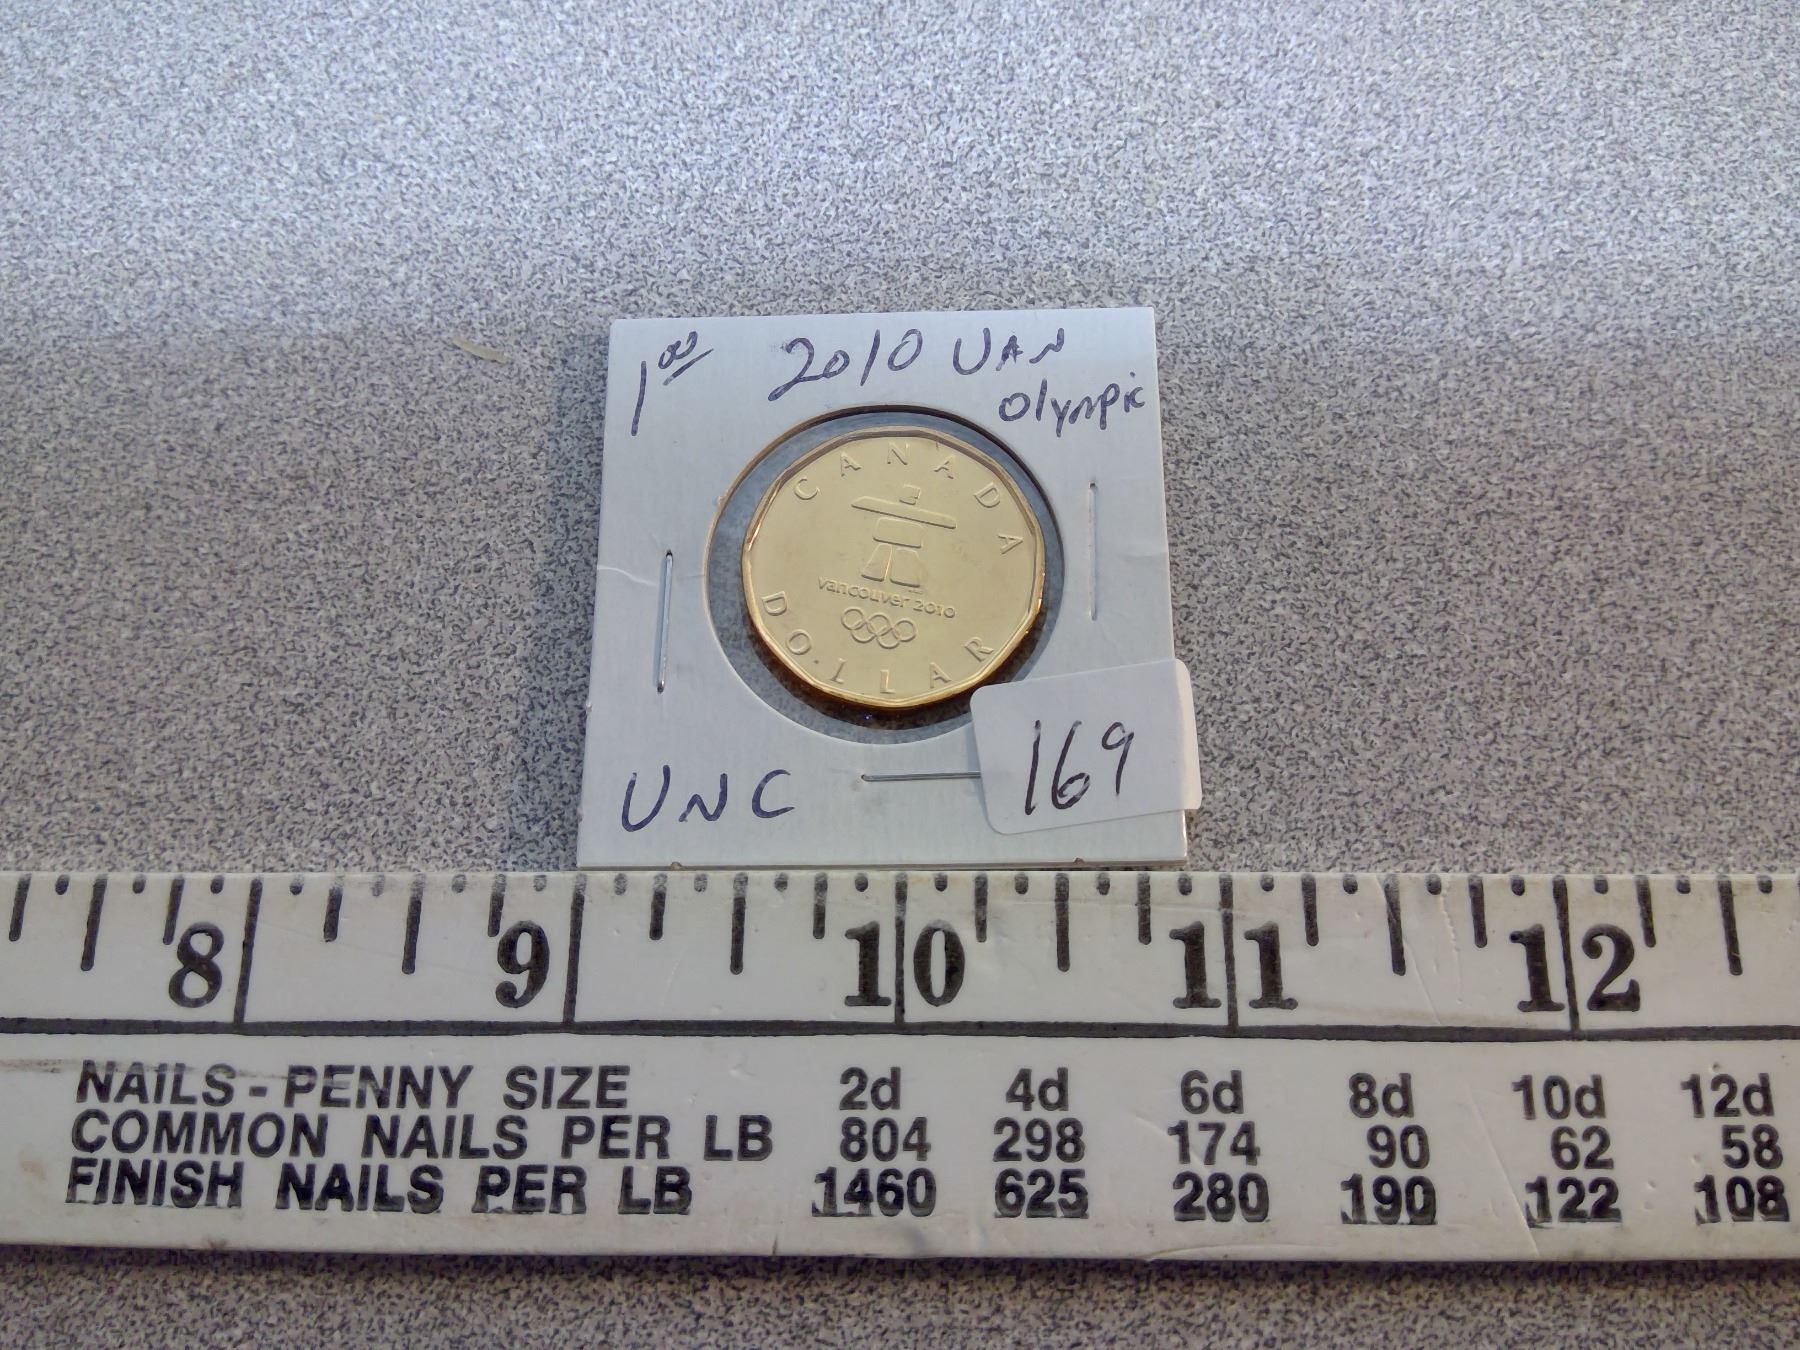 1⁰⁰ 2010 VAN
Olympic
CANADA
vancouver 2010
DOLLAR
UNC
169
8 9 10 11 12
NAILS - PENNY SIZE 2d 4d 6d 8d 10d 12d
COMMON NAILS PER LB 804 298 174 90 62 58
FINISH NAILS PER LB 1460 625 280 190 122 108